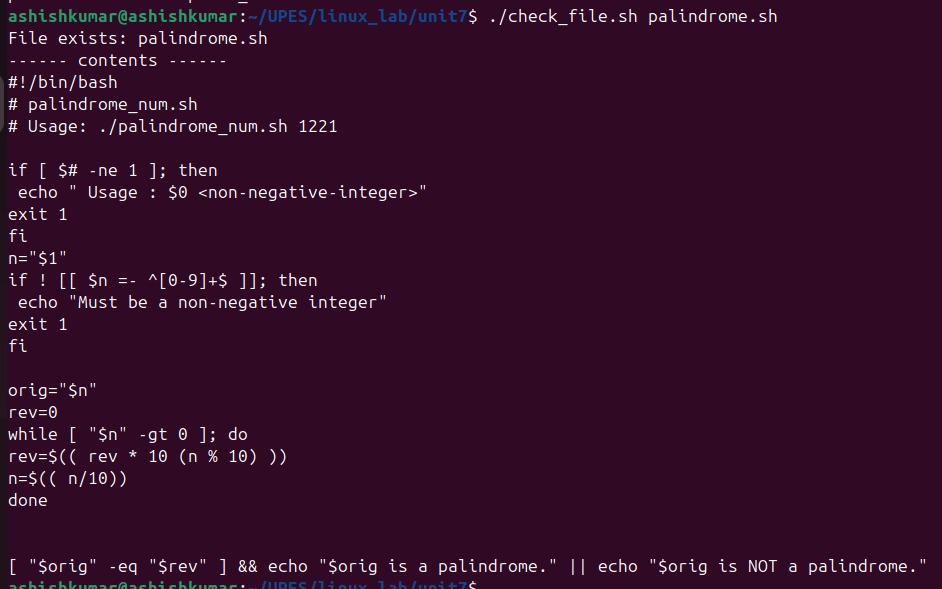 ashishkumar@ashishkumar:~/UPES/linux_lab/unit7$ ./check_file.sh palindrome.sh
File exists: palindrome.sh
------ contents ------
#!/bin/bash
# palindrome_num.sh
# Usage: ./palindrome_num.sh 1221

if [ $# -ne 1 ]; then
 echo " Usage : $0 <non-negative-integer>"
exit 1
fi
n="$1"
if ! [[ $n =- ^[0-9]+$ ]]; then
 echo "Must be a non-negative integer"
exit 1
fi

orig="$n"
rev=0
while [ "$n" -gt 0 ]; do
rev=$(( rev * 10 (n % 10) ))
n=$(( n/10))
done


[ "$orig" -eq "$rev" ] && echo "$orig is a palindrome." || echo "$orig is NOT a palindrome."
ashishkumar@ashishkumar:~/UPES/linux_lab/unit7$